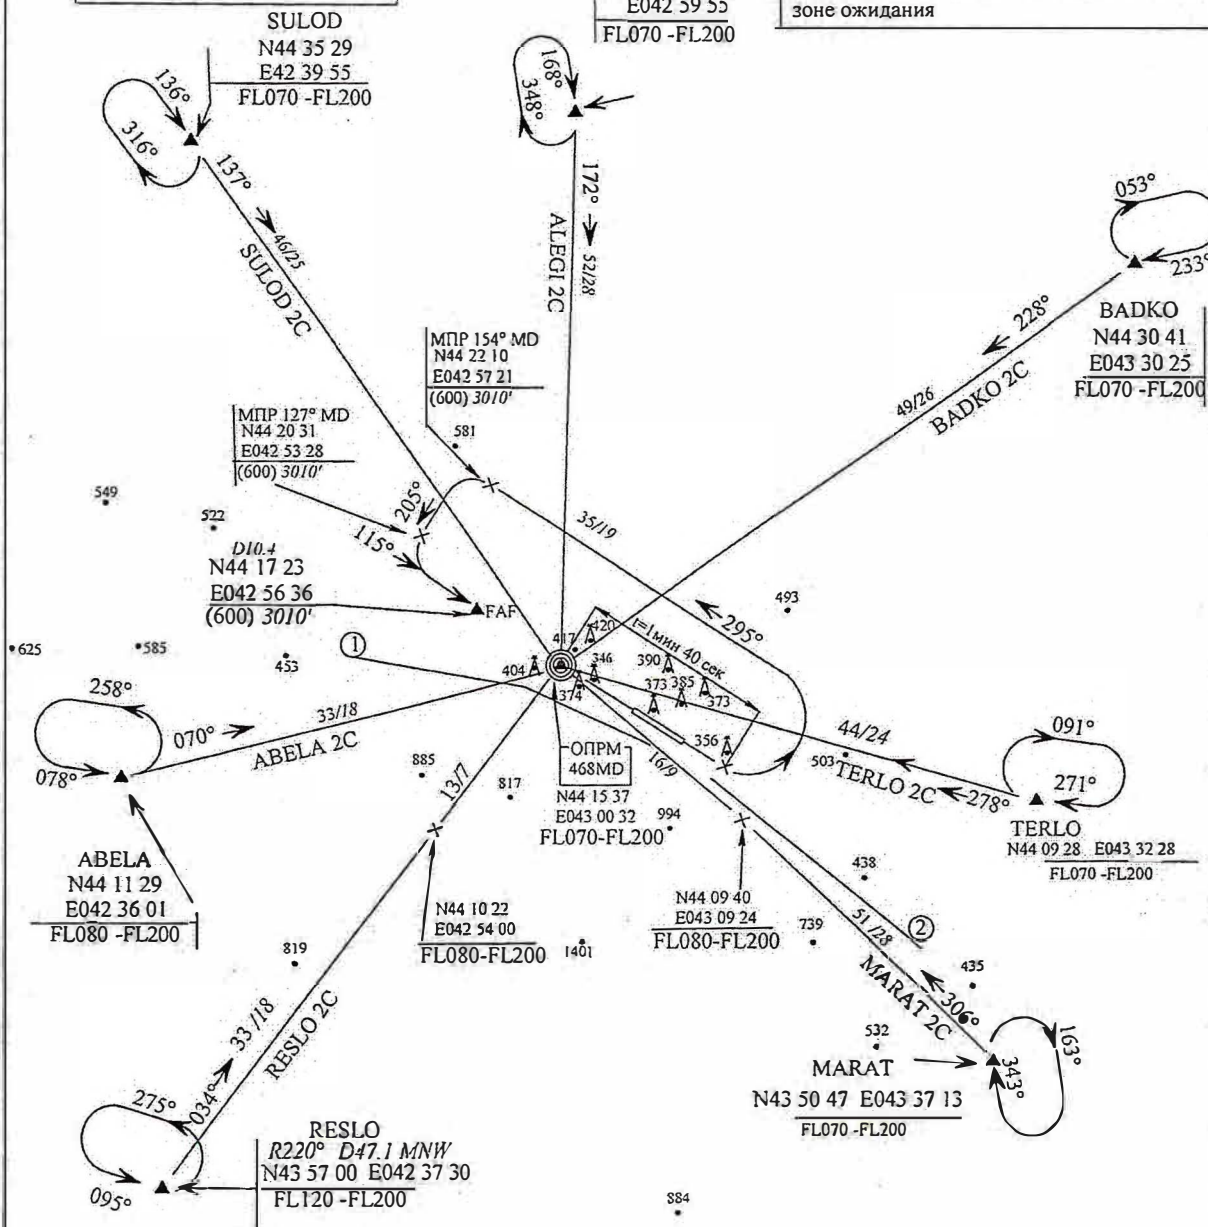 E042 59 55
FL070 -FL200
зоне ожидания
SULOD
N44 35 29
E42 39 55
FL070 -FL200
136°
316°
168°
348°
137°
46/25
SULOD 2C
172°
52/28
ALEGI 2C
053°
233°
BADKO
N44 30 41
E043 30 25
FL070 -FL200
228°
49/26
BADKO 2C
МПР 154° MD
N44 22 10
E042 57 21
(600) 3010'
581
МПР 127° MD
N44 20 31
E042 53 28
(600) 3010'
549
522
205°
115°
35/19
D10.4
N44 17 23
E042 56 36
(600) 3010'
FAF
493
295°
t=1мин 40 сек
625
585
453
1
417
420
404
346
374
390
373
385
373
356
258°
078°
070°
33/18
ABELA 2C
ОПРМ
468MD
N44 15 37
E043 00 32
FL070-FL200
16/9
44/24
503
TERLO 2C
278°
091°
271°
TERLO
N44 09 28 E043 32 28
FL070 -FL200
885
817
13/7
994
ABELA
N44 11 29
E042 36 01
FL080 -FL200
N44 10 22
E042 54 00
FL080-FL200
N44 09 40
E043 09 24
FL080-FL200
438
2
819
1401
739
51/28
435
MARAT 2C
306°
33/18
RESLO 2C
034°
532
MARAT
N43 50 47 E043 37 13
FL070 -FL200
163°
343°
275°
095°
RESLO
R220° D47.1 MNW
N43 57 00 E042 37 30
FL120 -FL200
884